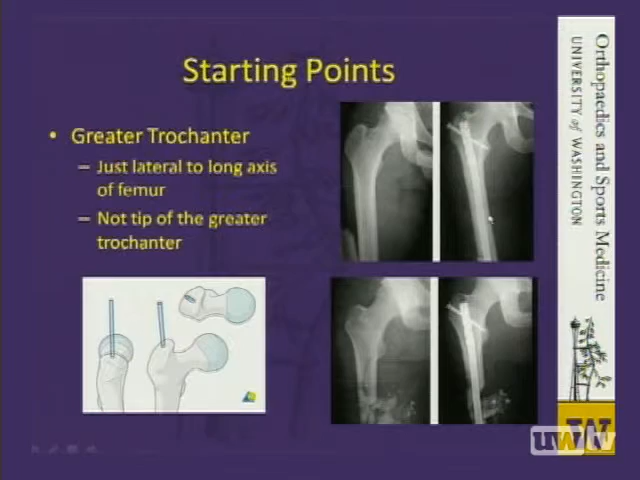 Starting Points
• Greater Trochanter
– Just lateral to long axis
of femur
– Not tip of the greater
trochanter
Orthopaedics and Sports Medicine
UNIVERSITY of WASHINGTON
W
uwtv